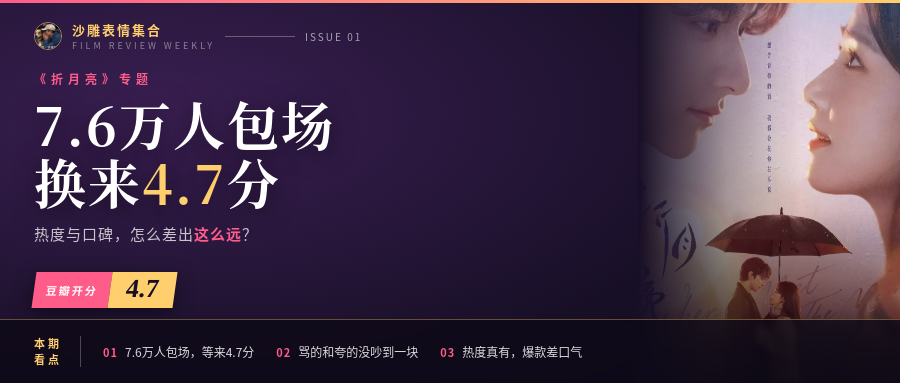 沙雕表情集合
FILM REVIEW WEEKLY
ISSUE 01
《折月亮》专题
7.6万人包场
换来4.7分
热度与口碑，怎么差出这么远？
豆瓣开分 4.7
本期
看点
01 7.6万人包场，等来4.7分
02 骂的和夸的没吵到一块
03 热度真有，爆款差口气